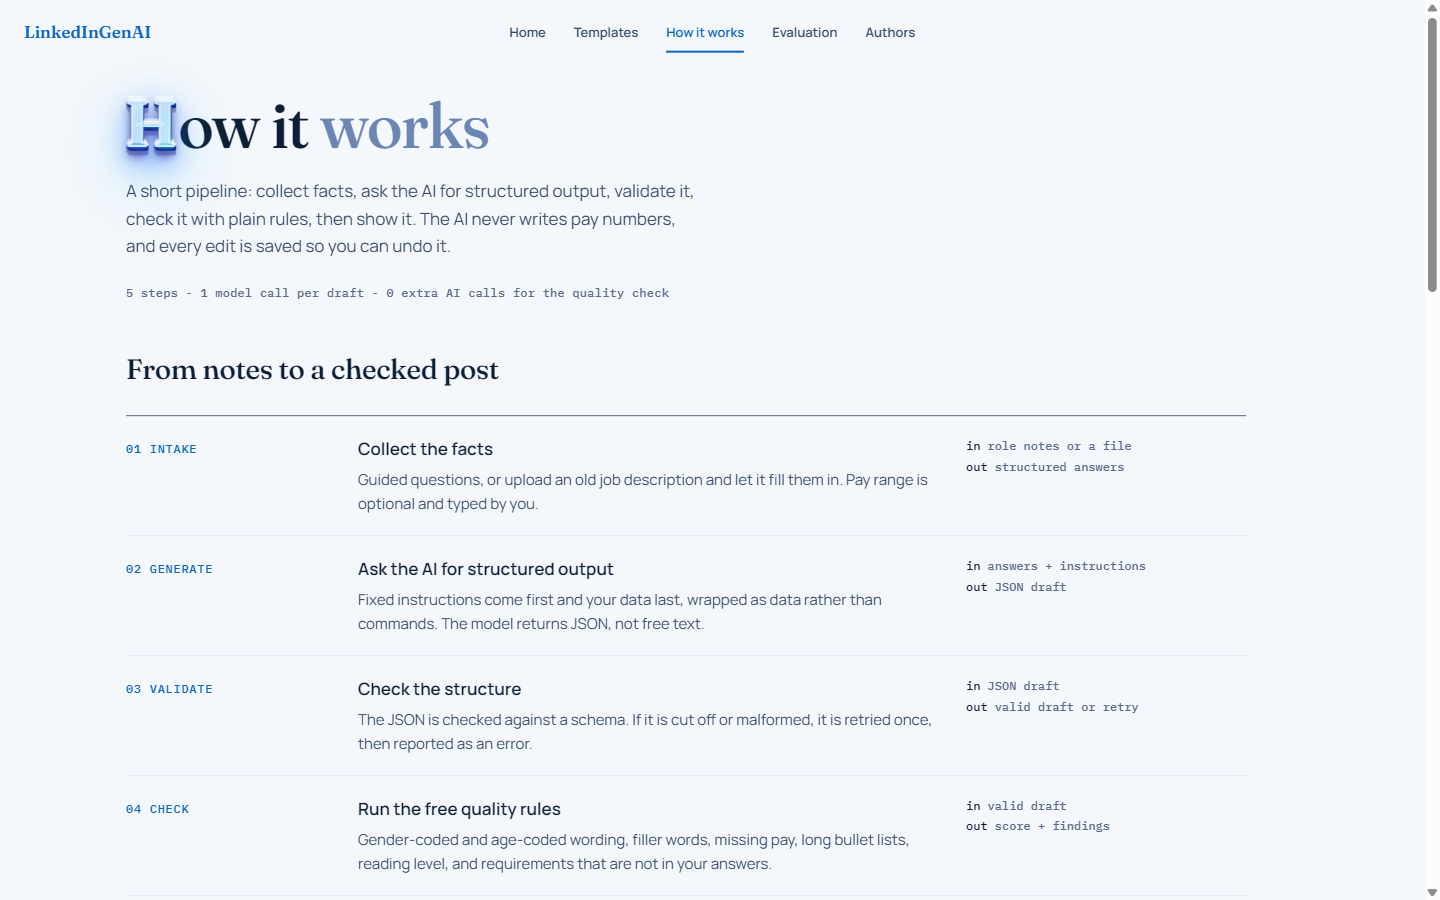 LinkedInGenAI
Home Templates How it works Evaluation Authors
How it works
A short pipeline: collect facts, ask the AI for structured output, validate it,
check it with plain rules, then show it. The AI never writes pay numbers,
and every edit is saved so you can undo it.
5 steps - 1 model call per draft - 0 extra AI calls for the quality check
From notes to a checked post
01 INTAKE
Collect the facts
Guided questions, or upload an old job description and let it fill them in. Pay range is
optional and typed by you.
in role notes or a file
out structured answers
02 GENERATE
Ask the AI for structured output
Fixed instructions come first and your data last, wrapped as data rather than
commands. The model returns JSON, not free text.
in answers + instructions
out JSON draft
03 VALIDATE
Check the structure
The JSON is checked against a schema. If it is cut off or malformed, it is retried once,
then reported as an error.
in JSON draft
out valid draft or retry
04 CHECK
Run the free quality rules
Gender-coded and age-coded wording, filler words, missing pay, long bullet lists,
reading level, and requirements that are not in your answers.
in valid draft
out score + findings